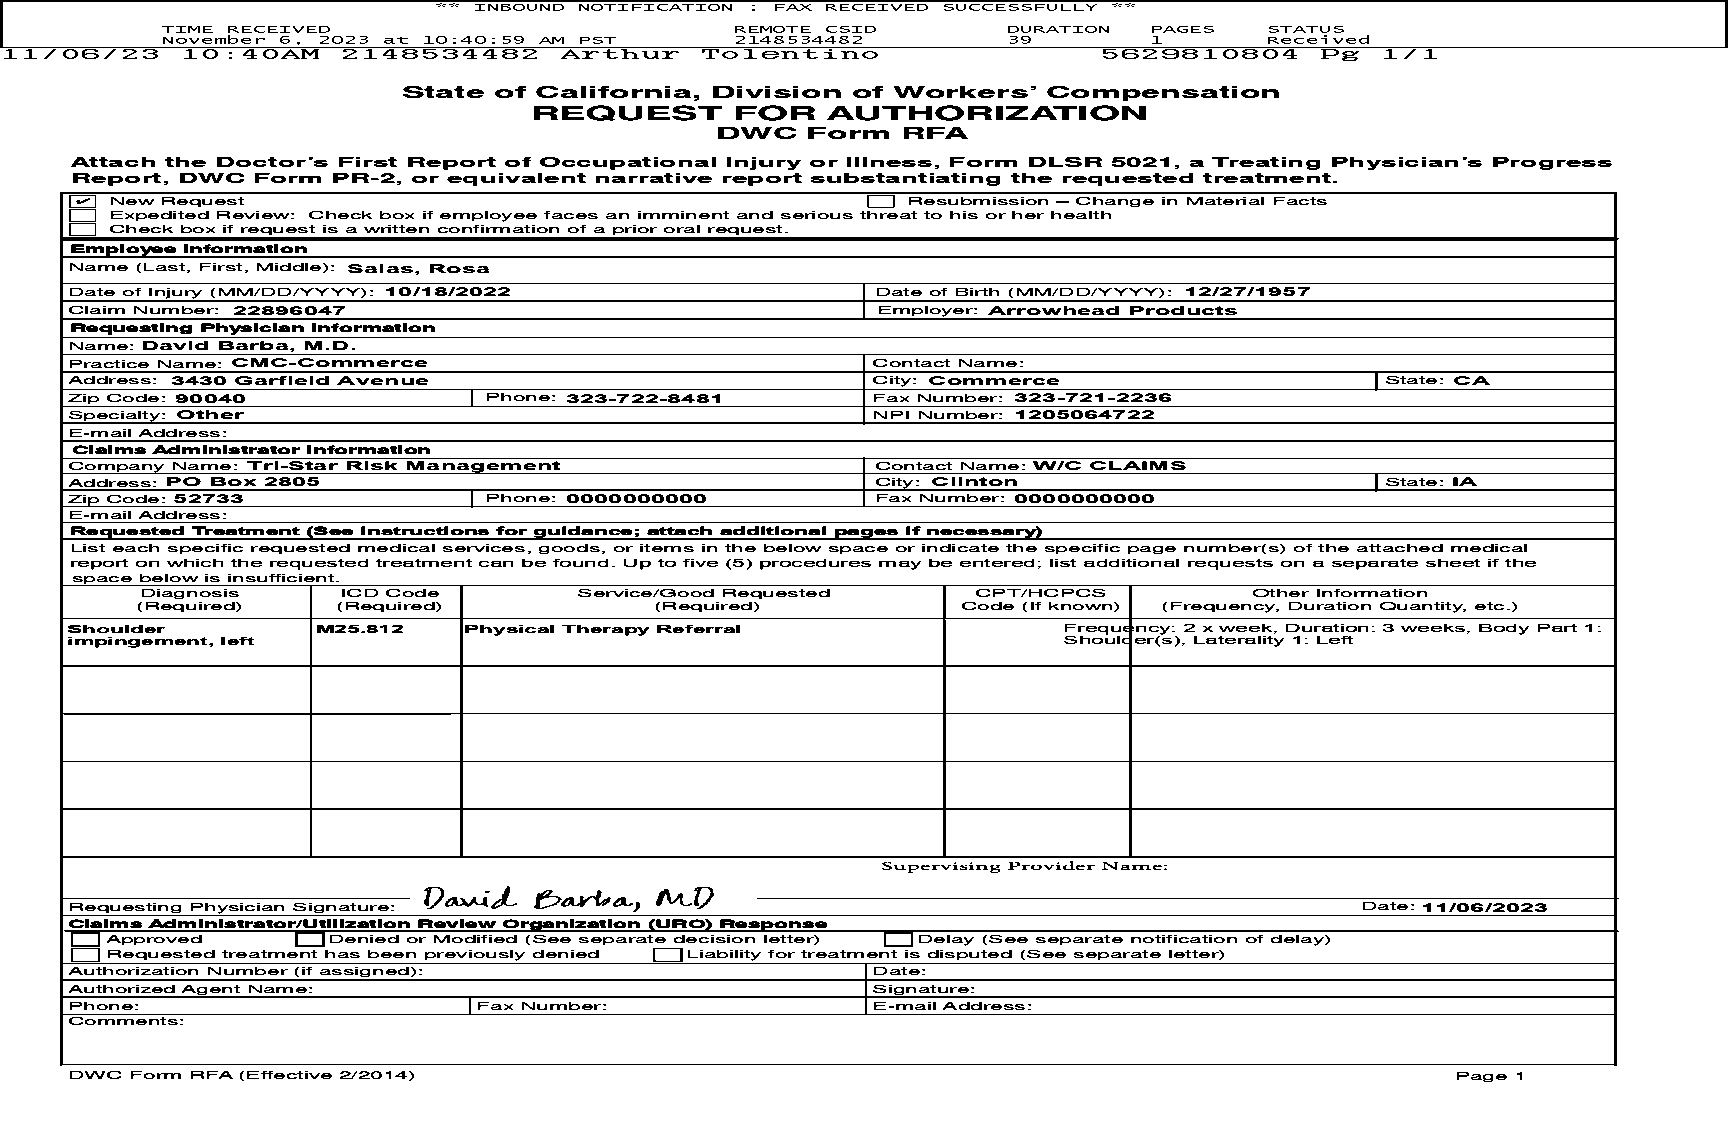 ** INBOUND NOTIFICATION : FAX RECEIVED SUCCESSFULLY **
TIME RECEIVED REMOTE CSID DURATION PAGES STATUS
November 6, 2023 at 10:40:59 AM PST 2148534482 39 1 Received
11/06/23 10:40AM 2148534482 Arthur Tolentino 5629810804 Pg 1/1
State of California, Division of Workers' Compensation
REQUEST FOR AUTHORIZATION
DWC Form RFA
Attach the Doctor's First Report of Occupational Injury or Illness, Form DLSR 5021, a Treating Physician's Progress
Report, DWC Form PR-2, or equivalent narrative report substantiating the requested treatment.
✓ New Request Resubmission – Change in Material Facts
Expedited Review: Check box if employee faces an imminent and serious threat to his or her health
Check box if request is a written confirmation of a prior oral request.
Employee Information
Name (Last, First, Middle): Salas, Rosa
Date of Injury (MM/DD/YYYY): 10/18/2022 Date of Birth (MM/DD/YYYY): 12/27/1957
Claim Number: 22896047 Employer: Arrowhead Products
Requesting Physician Information
Name: David Barba, M.D.
Practice Name: CMC-Commerce Contact Name:
Address: 3430 Garfield Avenue City: Commerce State: CA
Zip Code: 90040 Phone: 323-722-8481 Fax Number: 323-721-2236
Specialty: Other NPI Number: 1205064722
E-mail Address:
Claims Administrator Information
Company Name: Tri-Star Risk Management Contact Name: W/C CLAIMS
Address: PO Box 2805 City: Clinton State: IA
Zip Code: 52733 Phone: 0000000000 Fax Number: 0000000000
E-mail Address:
Requested Treatment (See instructions for guidance; attach additional pages if necessary)
List each specific requested medical services, goods, or items in the below space or indicate the specific page number(s) of the attached medical
report on which the requested treatment can be found. Up to five (5) procedures may be entered; list additional requests on a separate sheet if the
space below is insufficient.
Diagnosis ICD Code Service/Good Requested CPT/HCPCS Other Information
(Required) (Required) (Required) Code (If known) (Frequency, Duration Quantity, etc.)
Shoulder M25.812 Physical Therapy Referral Frequency: 2 x week, Duration: 3 weeks, Body Part 1:
impingement, left Shoulder(s), Laterality 1: Left
Supervising Provider Name:
Requesting Physician Signature: David Barba, MD Date: 11/06/2023
Claims Administrator/Utilization Review Organization (URO) Response
Approved Denied or Modified (See separate decision letter) Delay (See separate notification of delay)
Requested treatment has been previously denied Liability for treatment is disputed (See separate letter)
Authorization Number (if assigned): Date:
Authorized Agent Name: Signature:
Phone: Fax Number: E-mail Address:
Comments:
DWC Form RFA (Effective 2/2014) Page 1